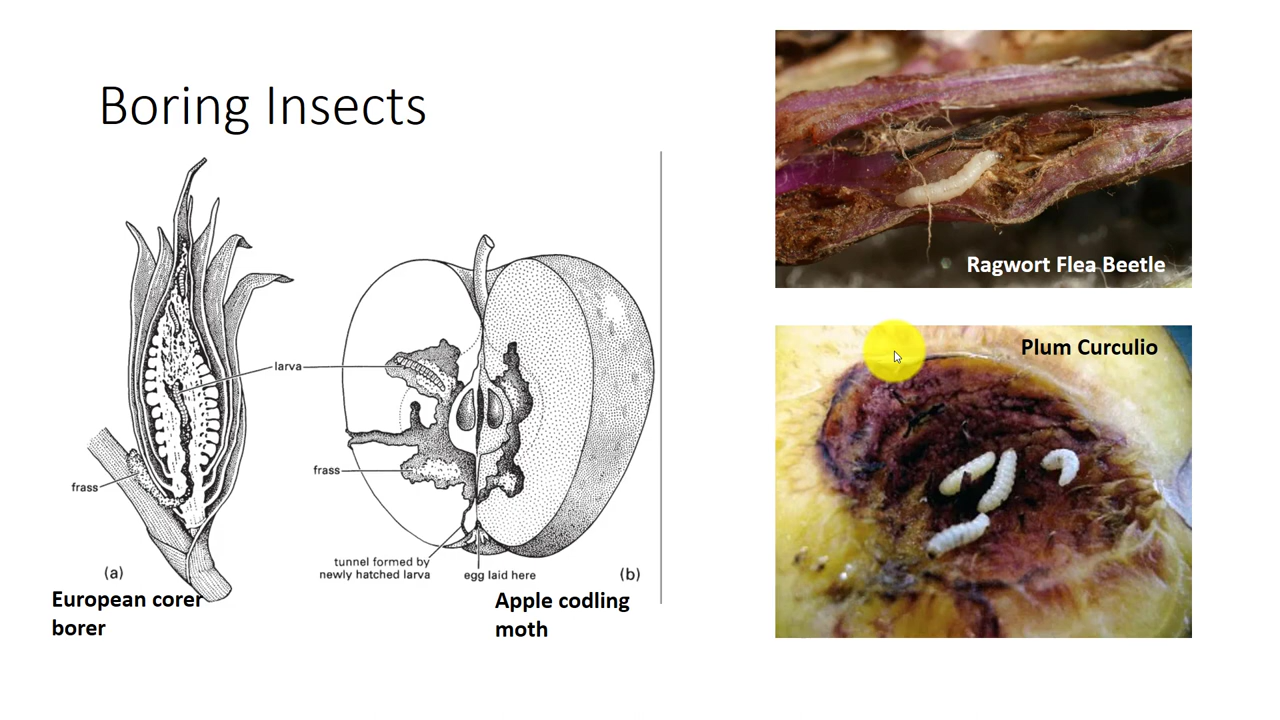 Boring Insects
larva
frass
frass
tunnel formed by
newly hatched larva
egg laid here
(a)
(b)
European corer
borer
Apple codling
moth
Ragwort Flea Beetle
Plum Curculio